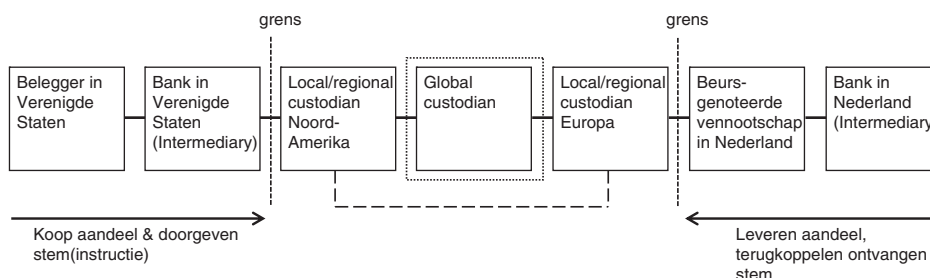 grens
grens
Belegger in
Verenigde
Staten
Bank in
Verenigde
Staten
(Intermediary)
Local/regional
custodian
Noord-
Amerika
Global
custodian
Local/regional
custodian
Europa
Beurs-
genoteerde
vennootschap
in Nederland
Bank in
Nederland
(Intermediary
Koop aandeel & doorgeven
stem(instructie)
Leveren aandeel,
terugkoppelen ontvangen
stem